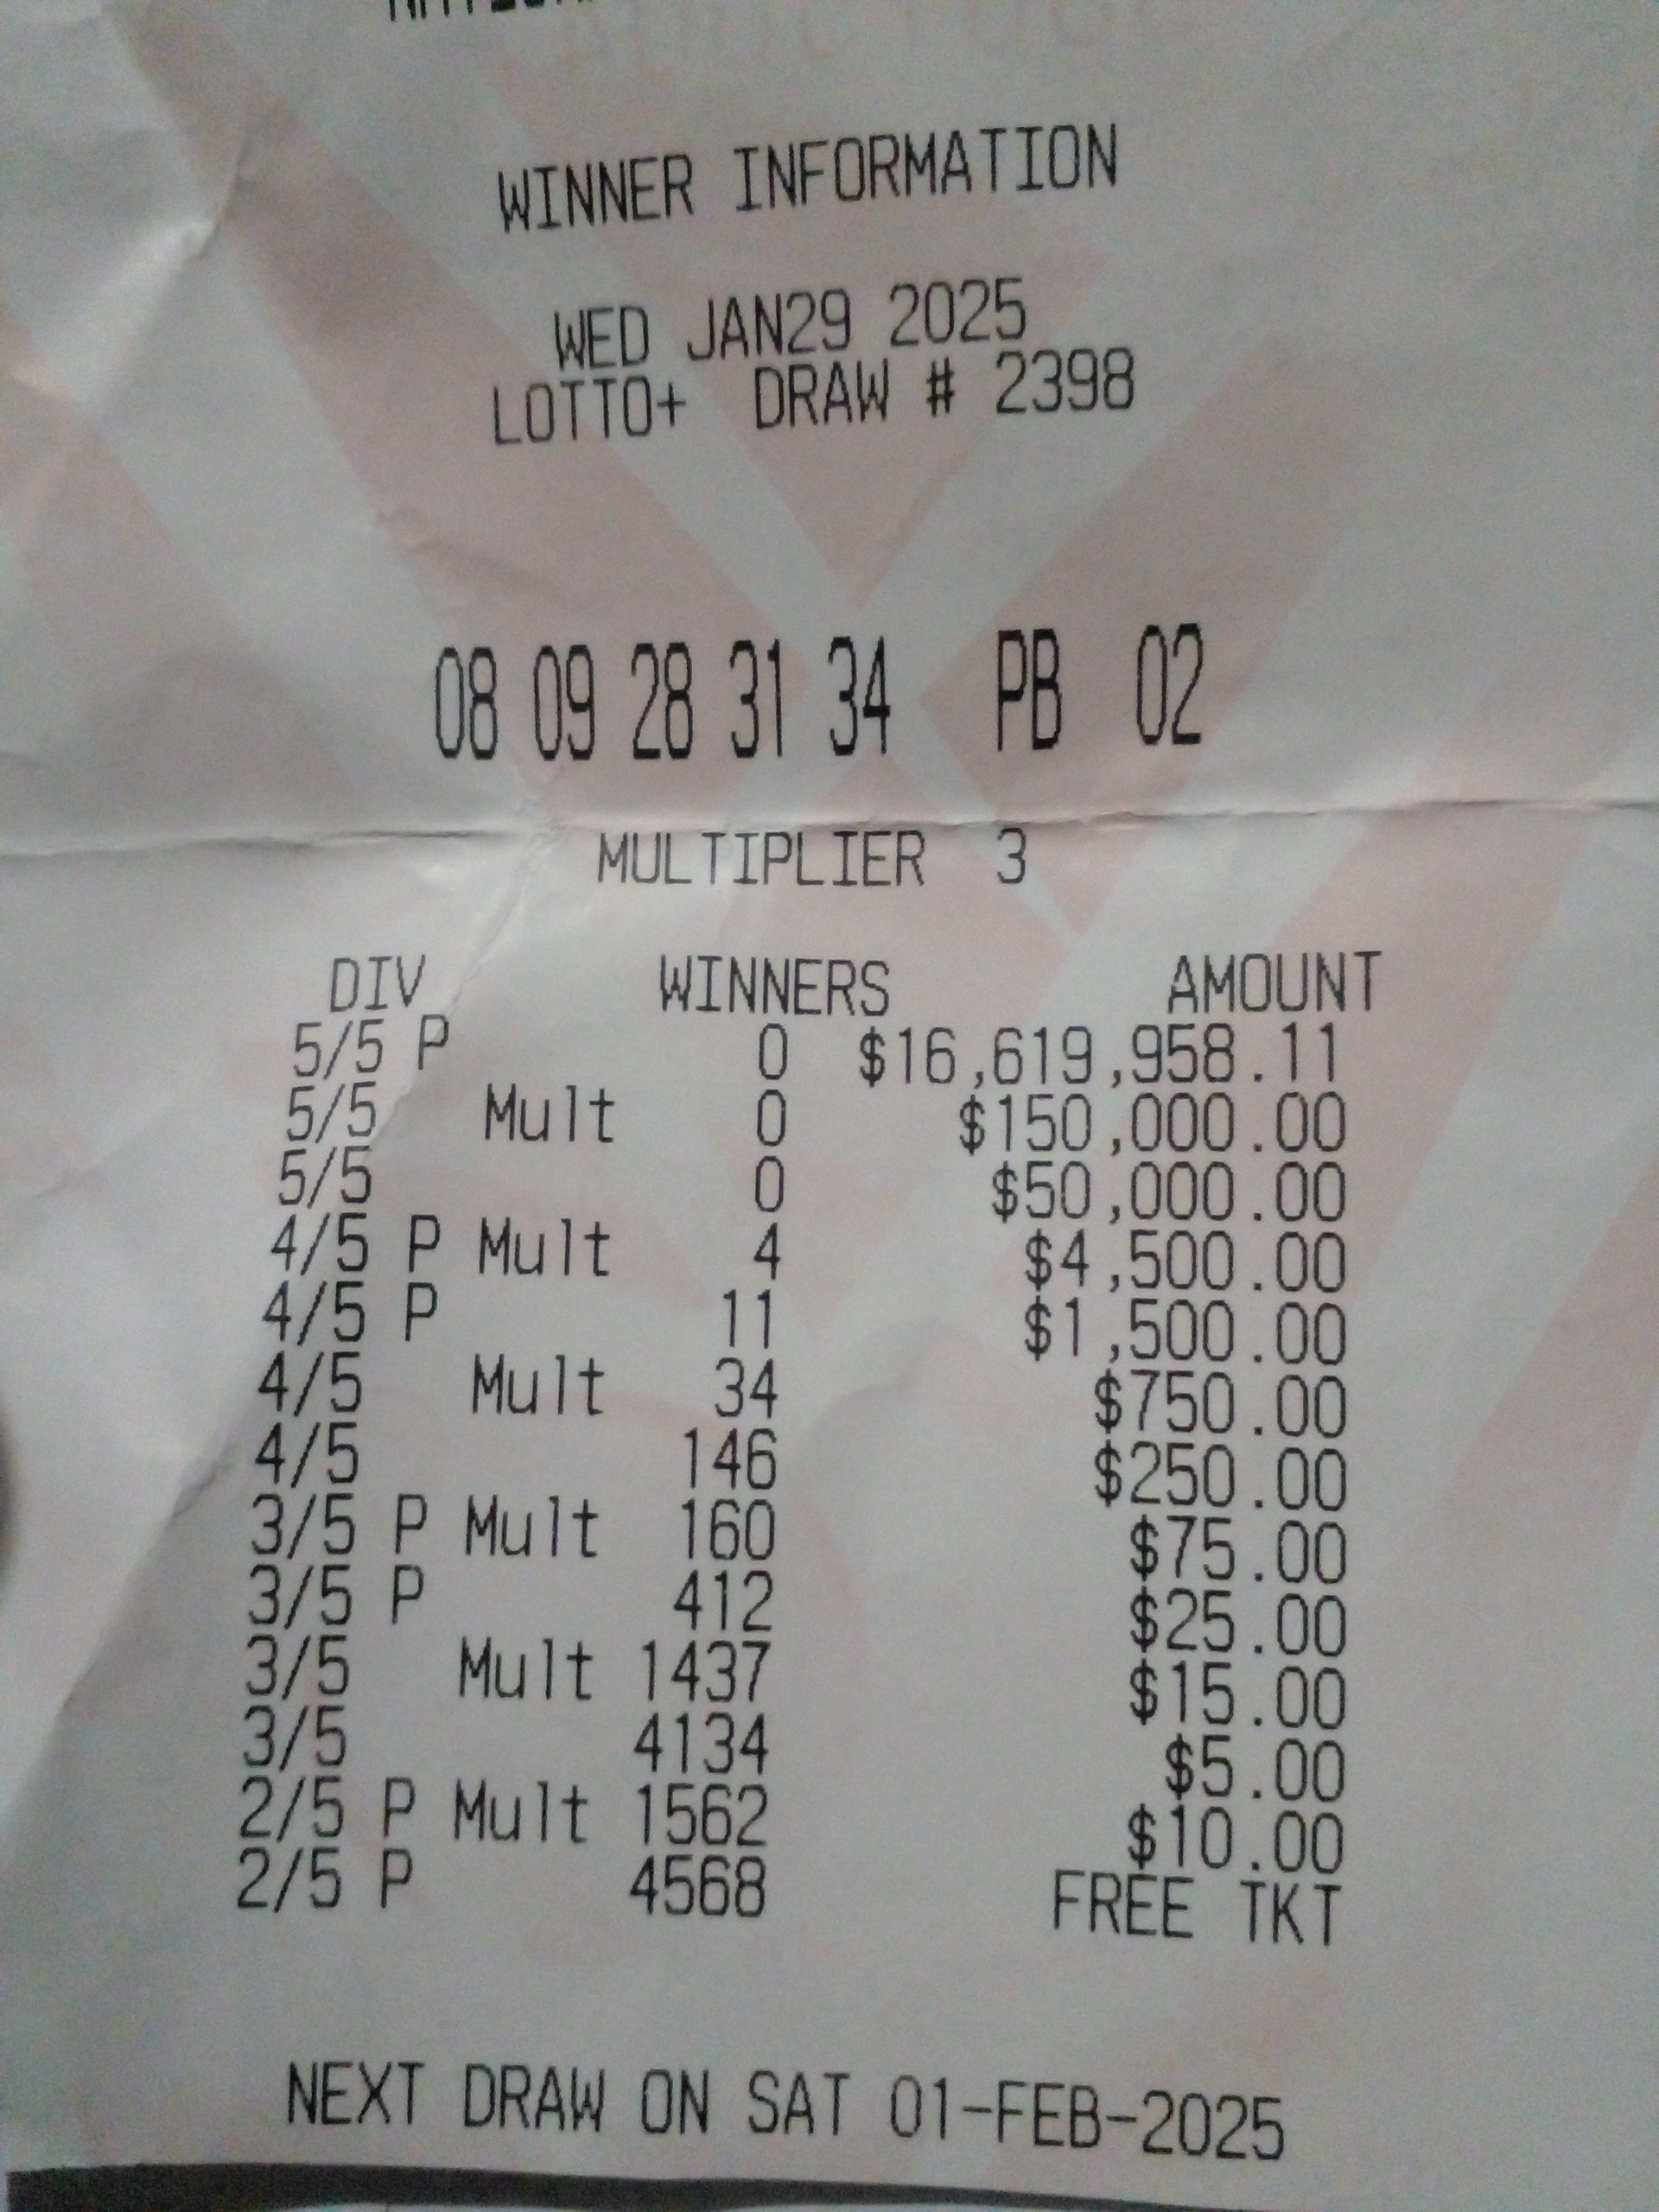 WINNER INFORMATION
WED JAN29 2025
LOTTO+ DRAW # 2398
08 09 28 31 34 PB 02
MULTIPLIER 3
DIV WINNERS AMOUNT
5/5 P 0 $16,619,958.11
5/5 Mult 0 $150,000.00
5/5 0 $50,000.00
4/5 P Mult 4 $4,500.00
4/5 P 11 $1,500.00
4/5 Mult 34 $750.00
4/5 146 $250.00
3/5 P Mult 160 $75.00
3/5 P 412 $25.00
3/5 Mult 1437 $15.00
3/5 4134 $5.00
2/5 P Mult 1562 $10.00
2/5 P 4568 FREE TKT
NEXT DRAW ON SAT 01-FEB-2025